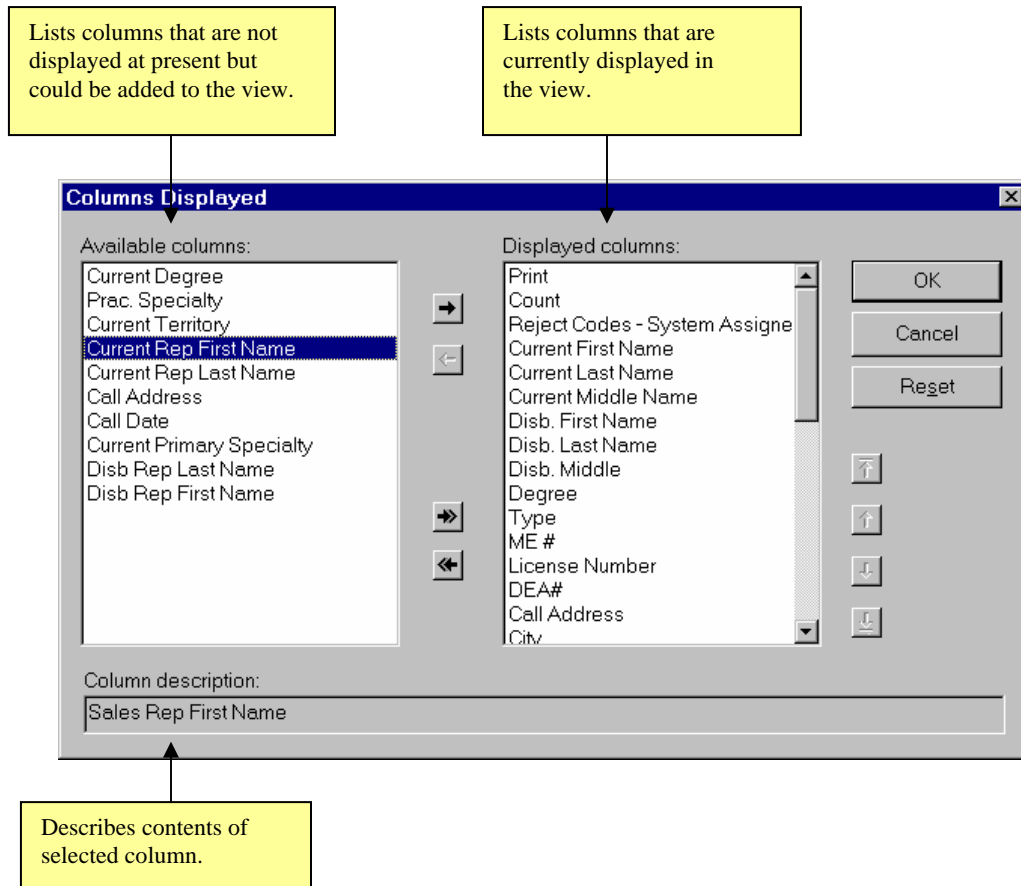 Lists columns that are not
displayed at present but
could be added to the view.
Lists columns that are
currently displayed in
the view.
Columns Displayed
Available columns:
Current Degree
Prac. Specialty
Current Territory
Current Rep First Name
Current Rep Last Name
Call Address
Call Date
Current Primary Specialty
Disb Rep Last Name
Disb Rep First Name
Displayed columns:
Print
Count
Reject Codes - System Assigne
Current First Name
Current Last Name
Current Middle Name
Disb. First Name
Disb. Last Name
Disb. Middle
Degree
Type
ME #
License Number
DEA#
Call Address
City
OK
Cancel
Reset
Column description:
Sales Rep First Name
Describes contents of
selected column.